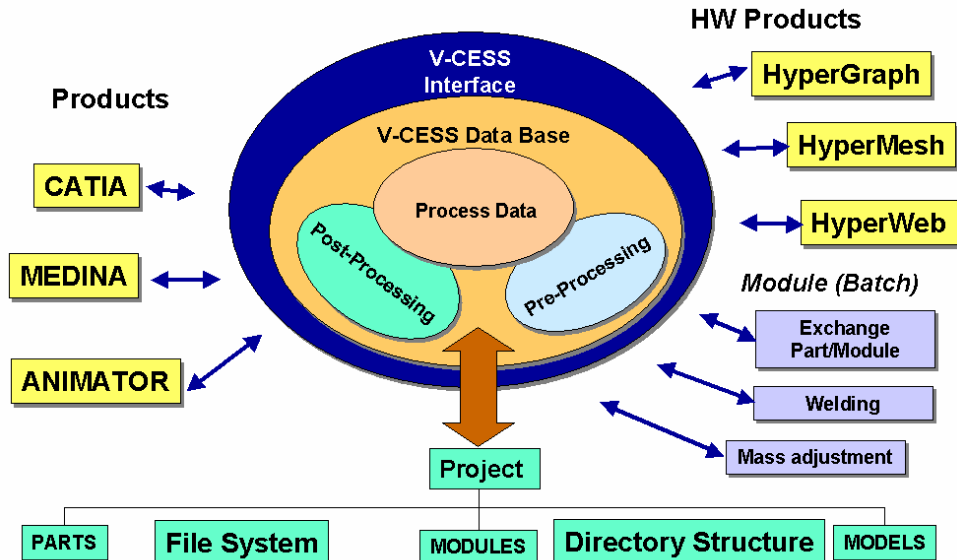 HW Products
V-CESS
Interface
HyperGraph
Products
V-CESS Data Base
HyperMesh
CATIA
Process Data
HyperWeb
Post-Processing
Pre-Processing
MEDINA
Module (Batch)
Exchange
Part/Module
ANIMATOR
Welding
Mass adjustment
Project
PARTS
File System
MODULES
Directory Structure
MODELS